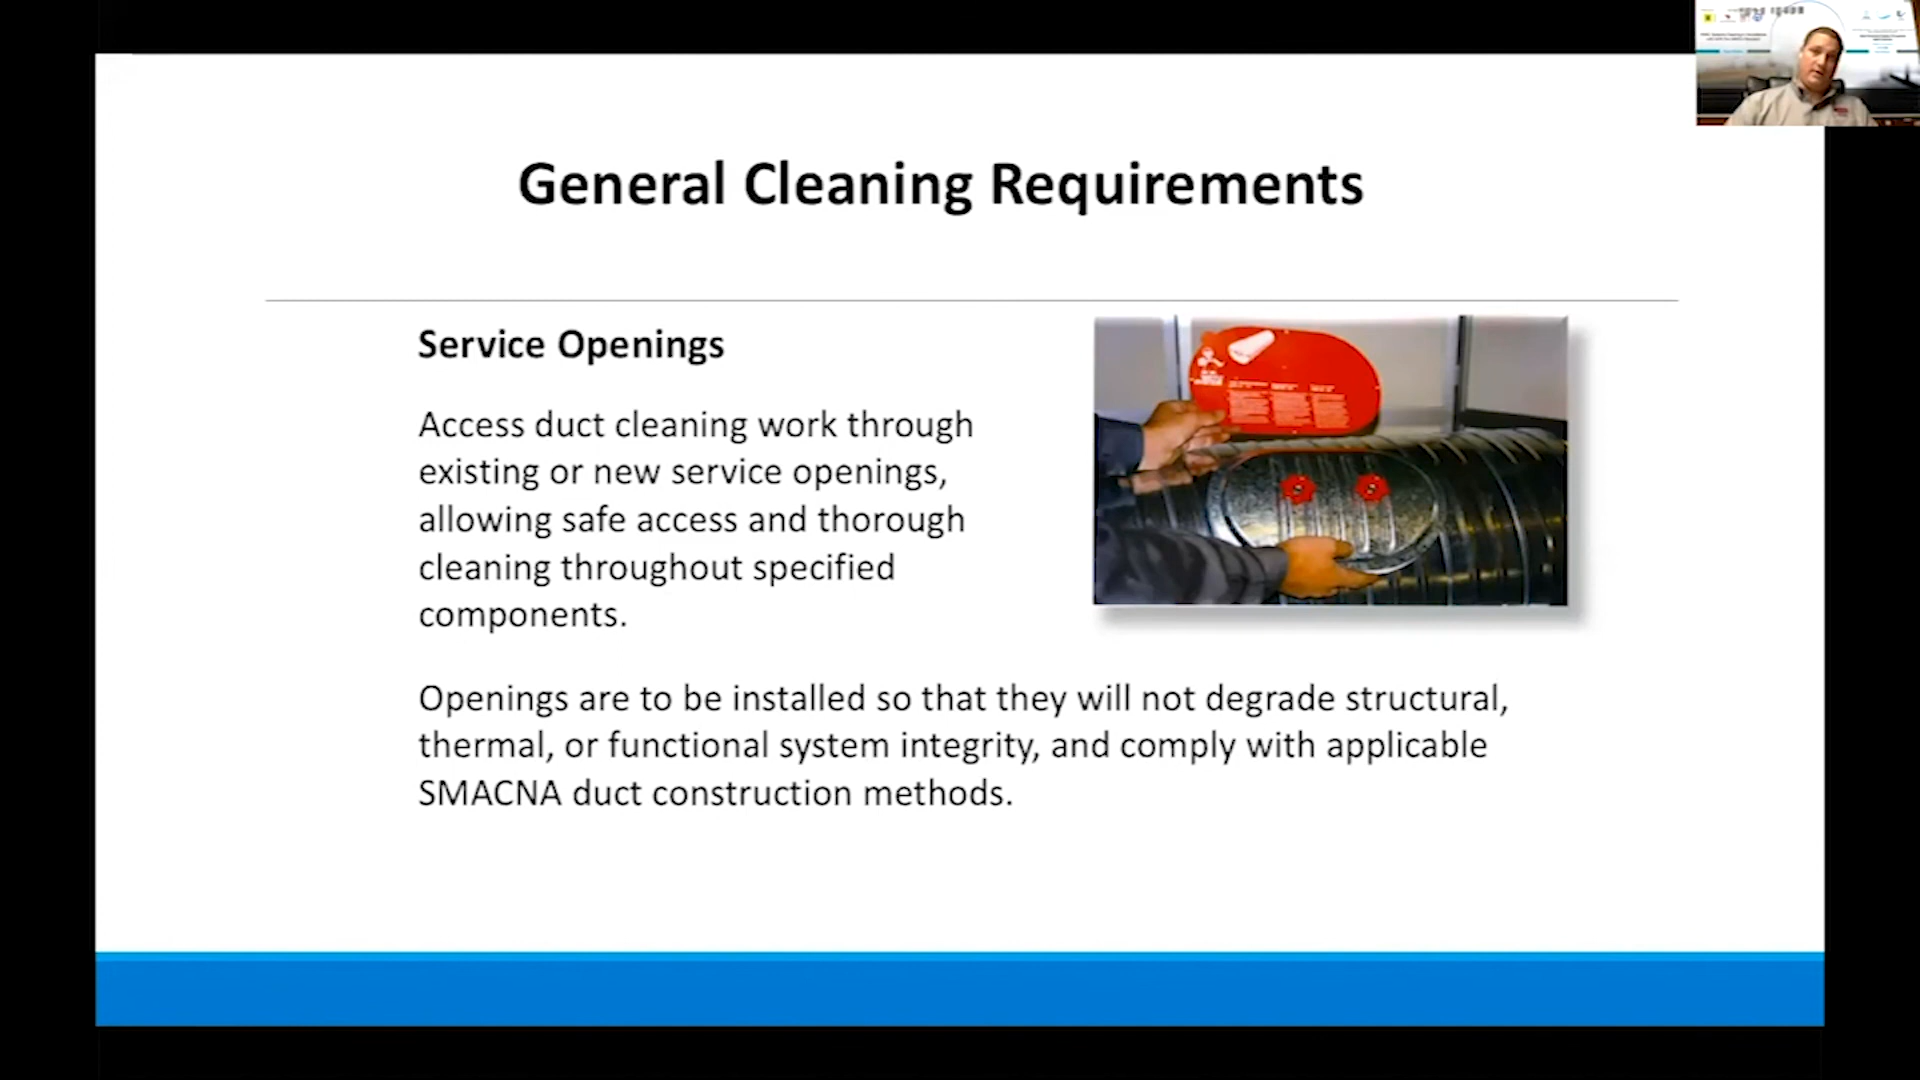 General Cleaning Requirements
Service Openings
Access duct cleaning work through
existing or new service openings,
allowing safe access and thorough
cleaning throughout specified
components.
Openings are to be installed so that they will not degrade structural,
thermal, or functional system integrity, and comply with applicable
SMACNA duct construction methods.